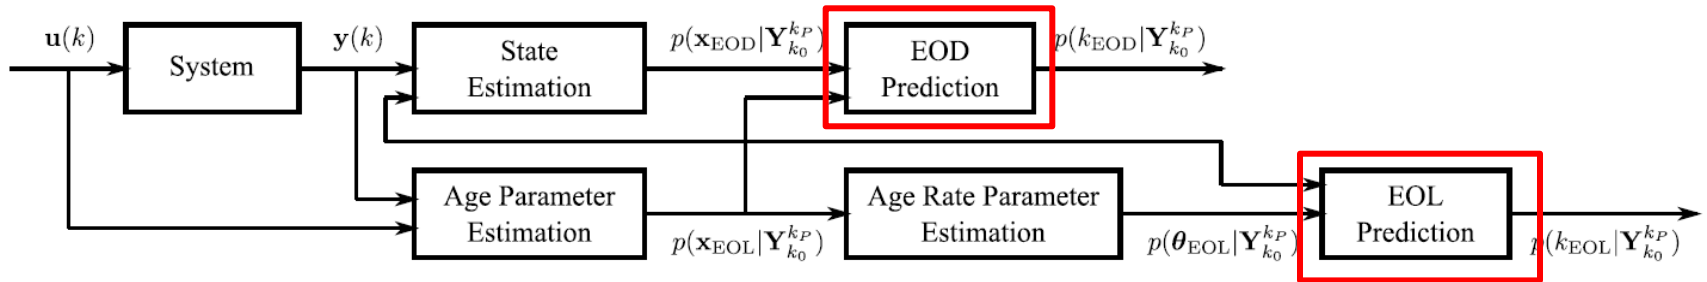 u(k)
System
y(k)
State
Estimation
p(x_EOD|Y_{k_0}^{k_P})
EOD
Prediction
p(k_EOD|Y_{k_0}^{k_P})
Age Parameter
Estimation
p(x_EOL|Y_{k_0}^{k_P})
Age Rate Parameter
Estimation
p(θ_EOL|Y_{k_0}^{k_P})
EOL
Prediction
p(k_EOL|Y_{k_0}^{k_P})